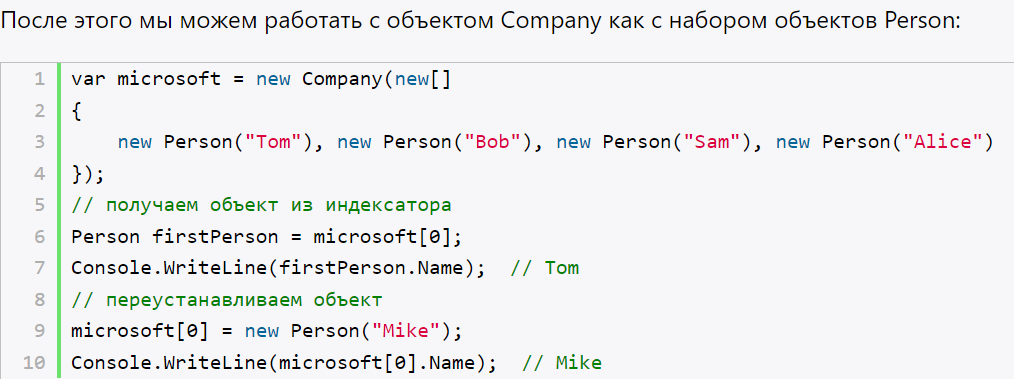 После этого мы можем работать с объектом Company как с набором объектов Person:
1 var microsoft = new Company(new[]
2 {
3     new Person("Tom"), new Person("Bob"), new Person("Sam"), new Person("Alice")
4 });
5 // получаем объект из индексатора
6 Person firstPerson = microsoft[0];
7 Console.WriteLine(firstPerson.Name);  // Tom
8 // переустанавливаем объект
9 microsoft[0] = new Person("Mike");
10 Console.WriteLine(microsoft[0].Name);  // Mike